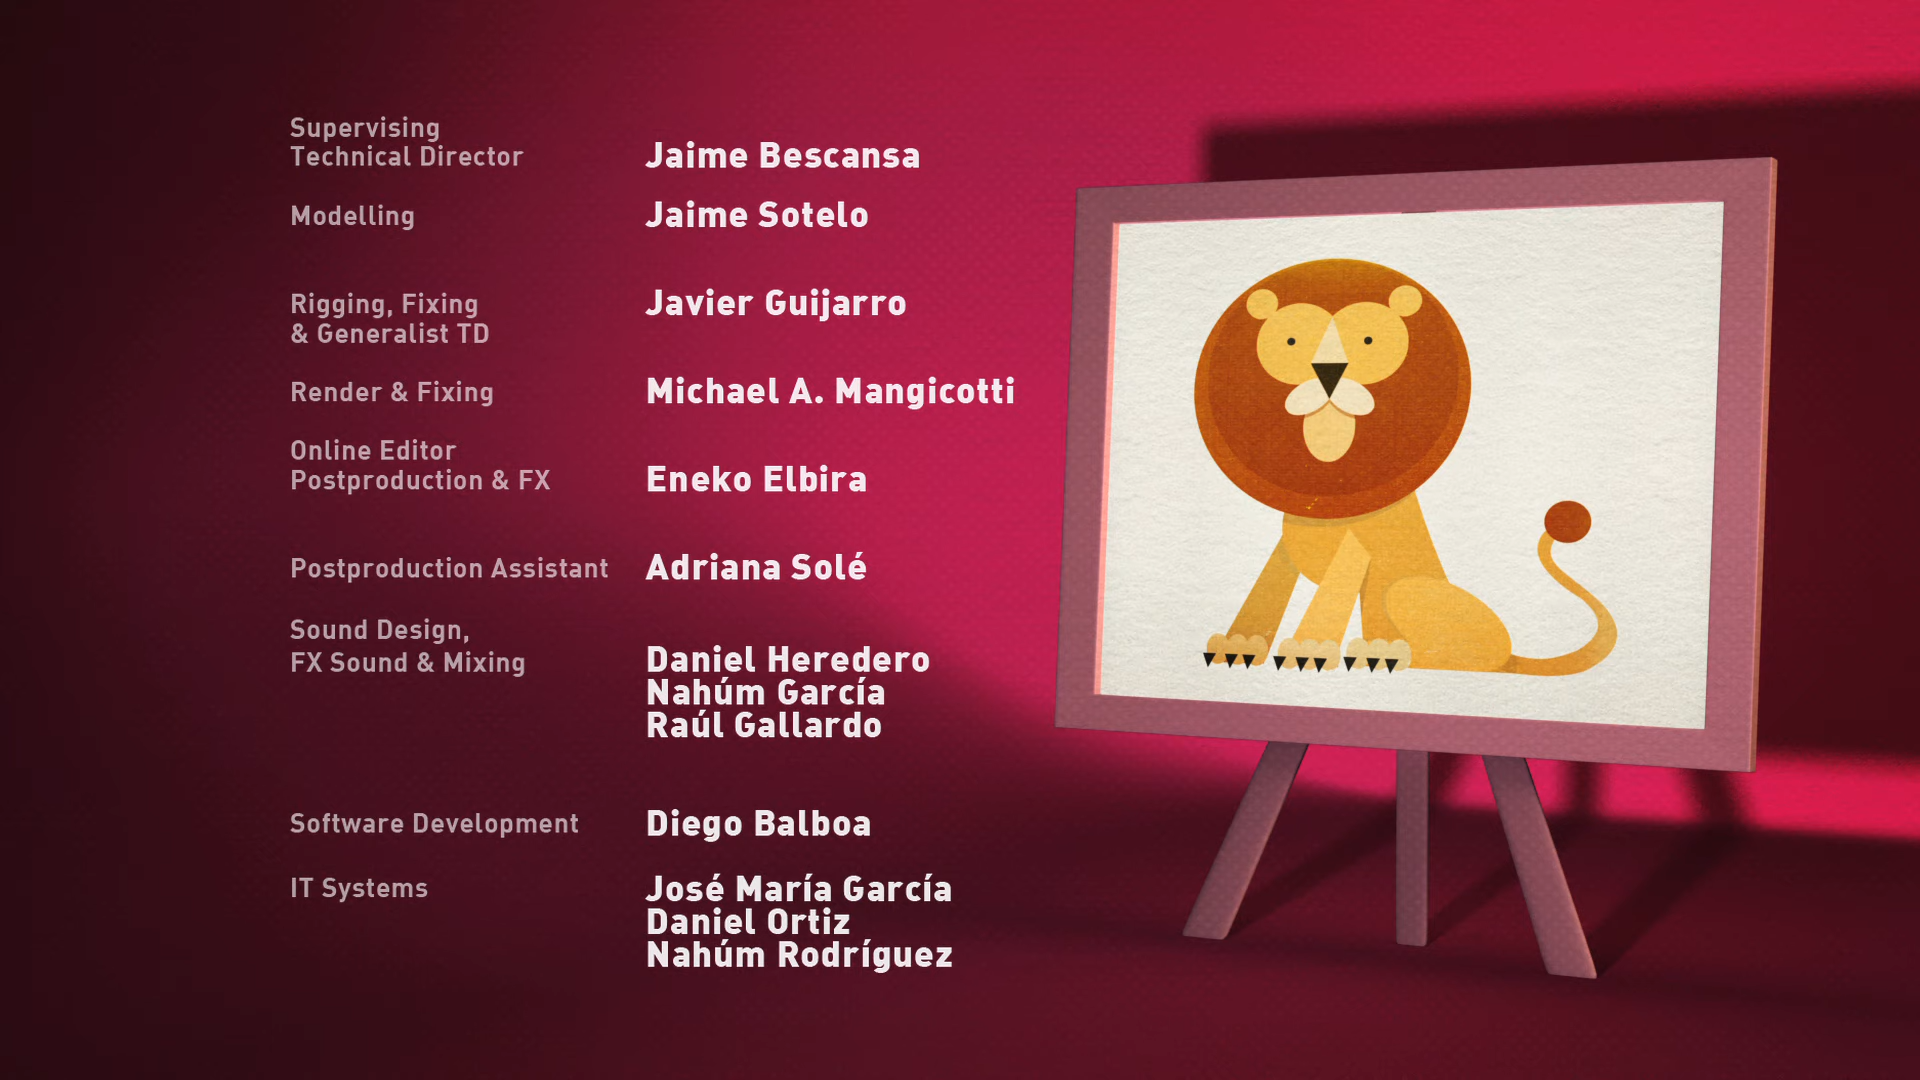 Supervising
Technical Director
Jaime Bescansa
Modelling
Jaime Sotelo
Rigging, Fixing
& Generalist TD
Javier Guijarro
Render & Fixing
Michael A. Mangicotti
Online Editor
Postproduction & FX
Eneko Elbira
Postproduction Assistant
Adriana Solé
Sound Design,
FX Sound & Mixing
Daniel Heredero
Nahúm García
Raúl Gallardo
Software Development
Diego Balboa
IT Systems
José María García
Daniel Ortiz
Nahúm Rodríguez